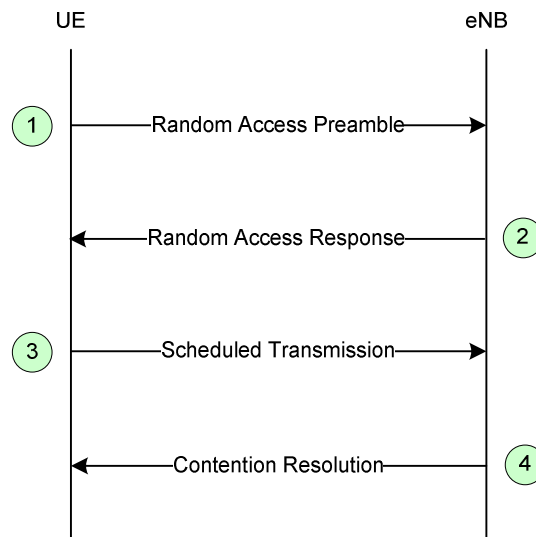 UE
eNB
1
Random Access Preamble
Random Access Response
2
3
Scheduled Transmission
Contention Resolution
4